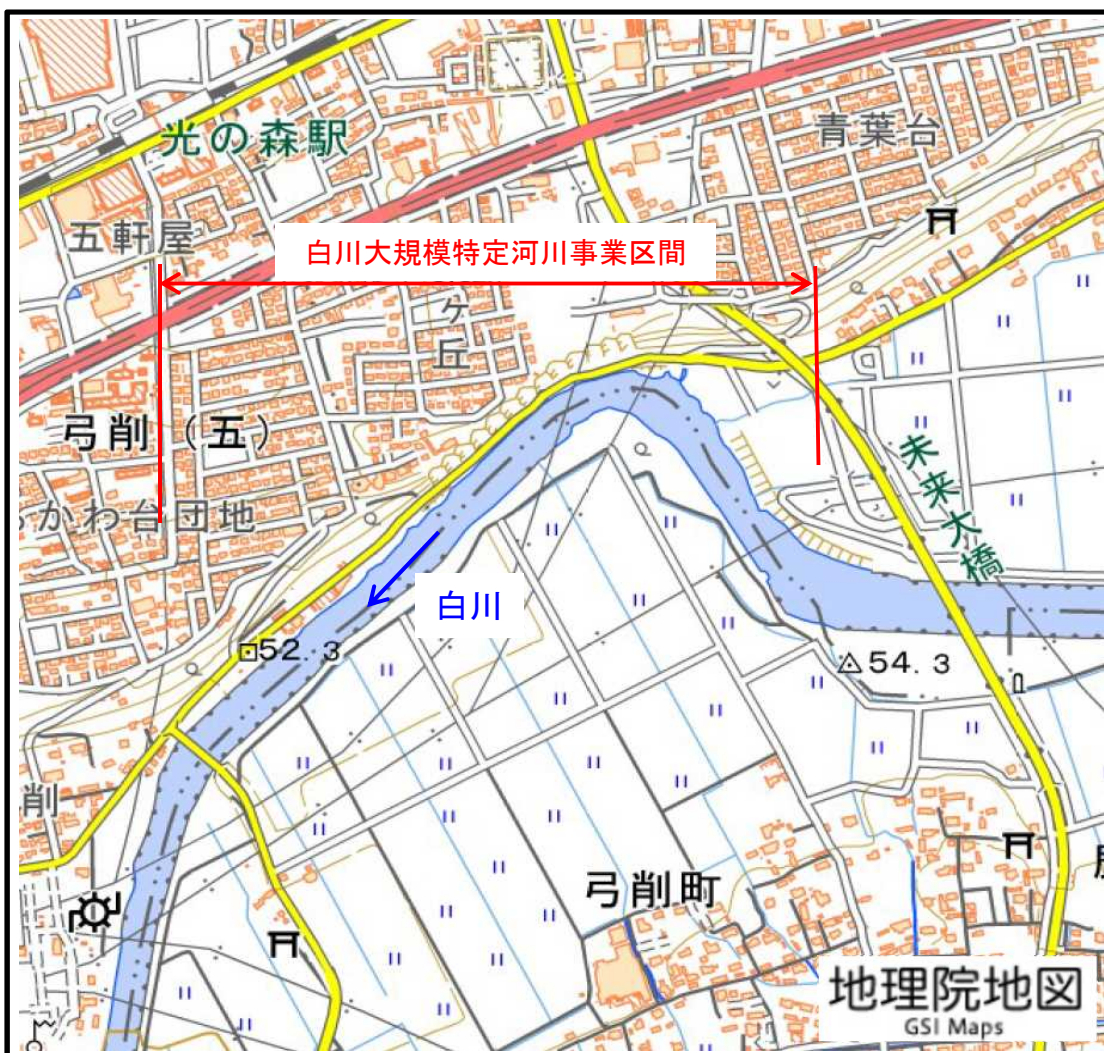 光の森駅
青葉台
五軒屋
白川大規模特定河川事業区間
ヶ丘
弓削(五)
かわ台団地
未来大橋
白川
52.3
54.3
削
弓削町
地理院地図
GSI Maps